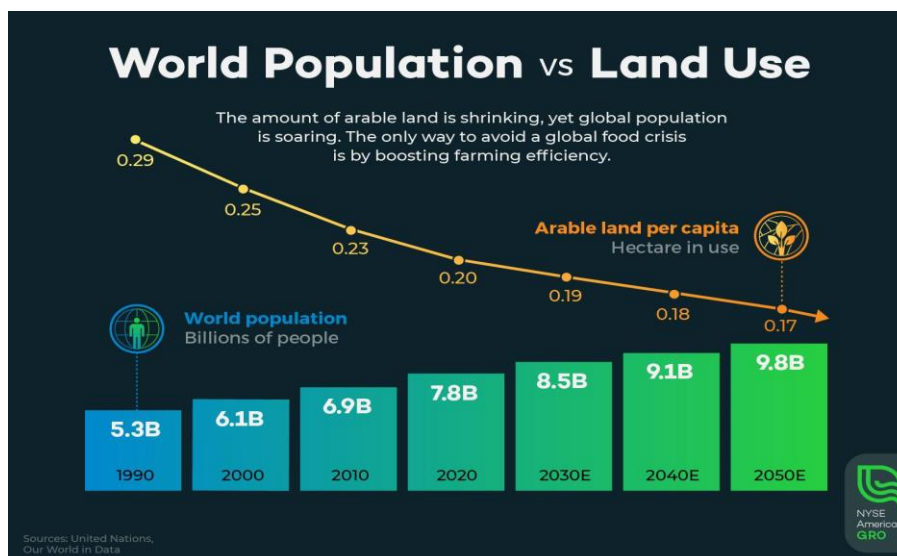 World Population vs Land Use
The amount of arable land is shrinking, yet global population
is soaring. The only way to avoid a global food crisis
is by boosting farming efficiency.
0.29
0.25
0.23
0.20
0.19
0.18
0.17
Arable land per capita
Hectare in use
World population
Billions of people
5.3B
6.1B
6.9B
7.8B
8.5B
9.1B
9.8B
1990
2000
2010
2020
2030E
2040E
2050E
NYSE
America
GRO
Sources: United Nations,
Our World in Data